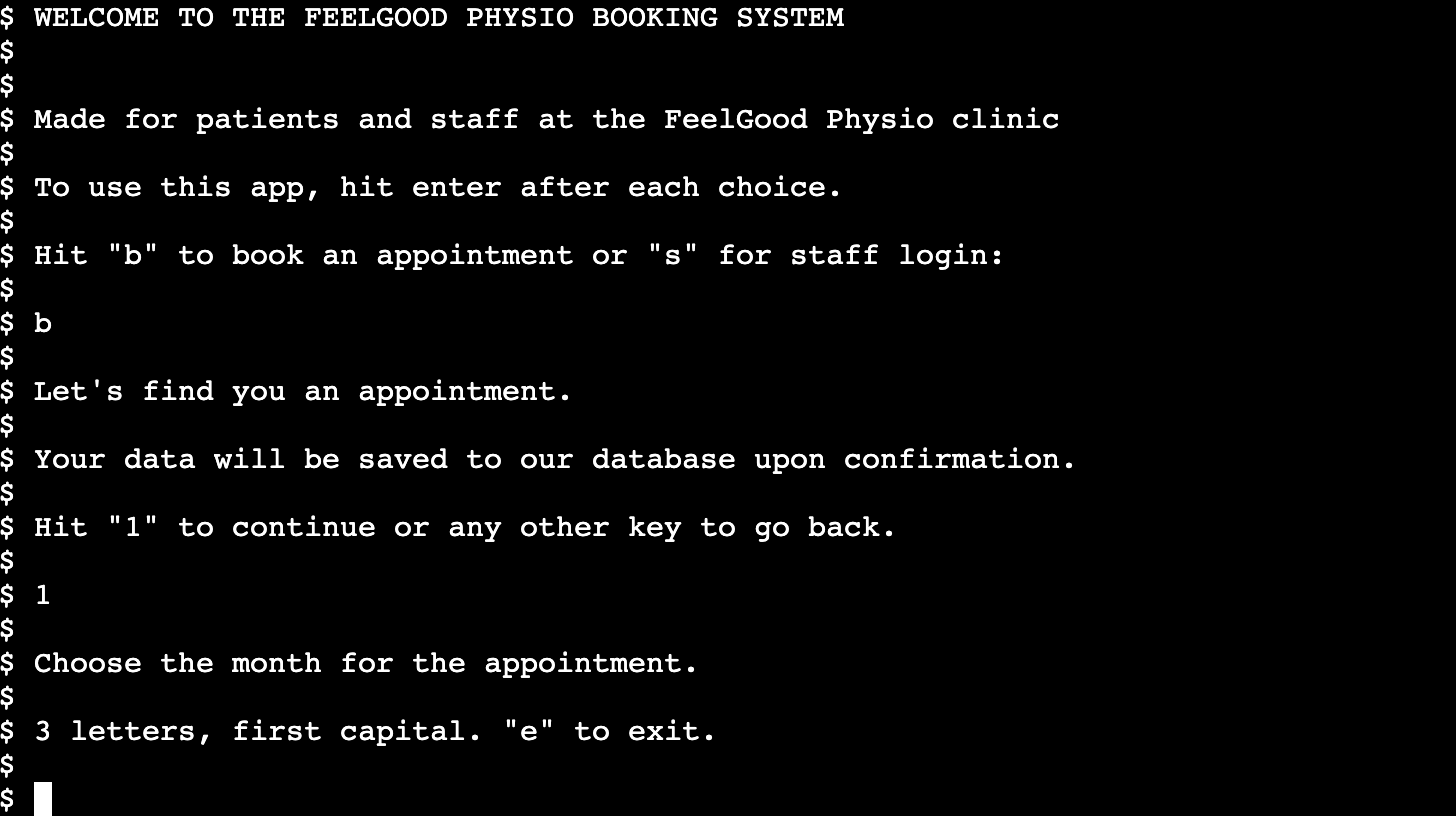 $ WELCOME TO THE FEELGOOD PHYSIO BOOKING SYSTEM
$
$
$ Made for patients and staff at the FeelGood Physio clinic
$
$ To use this app, hit enter after each choice.
$
$ Hit "b" to book an appointment or "s" for staff login:
$
$ b
$
$ Let's find you an appointment.
$
$ Your data will be saved to our database upon confirmation.
$
$ Hit "1" to continue or any other key to go back.
$
$ 1
$
$ Choose the month for the appointment.
$
$ 3 letters, first capital. "e" to exit.
$
$